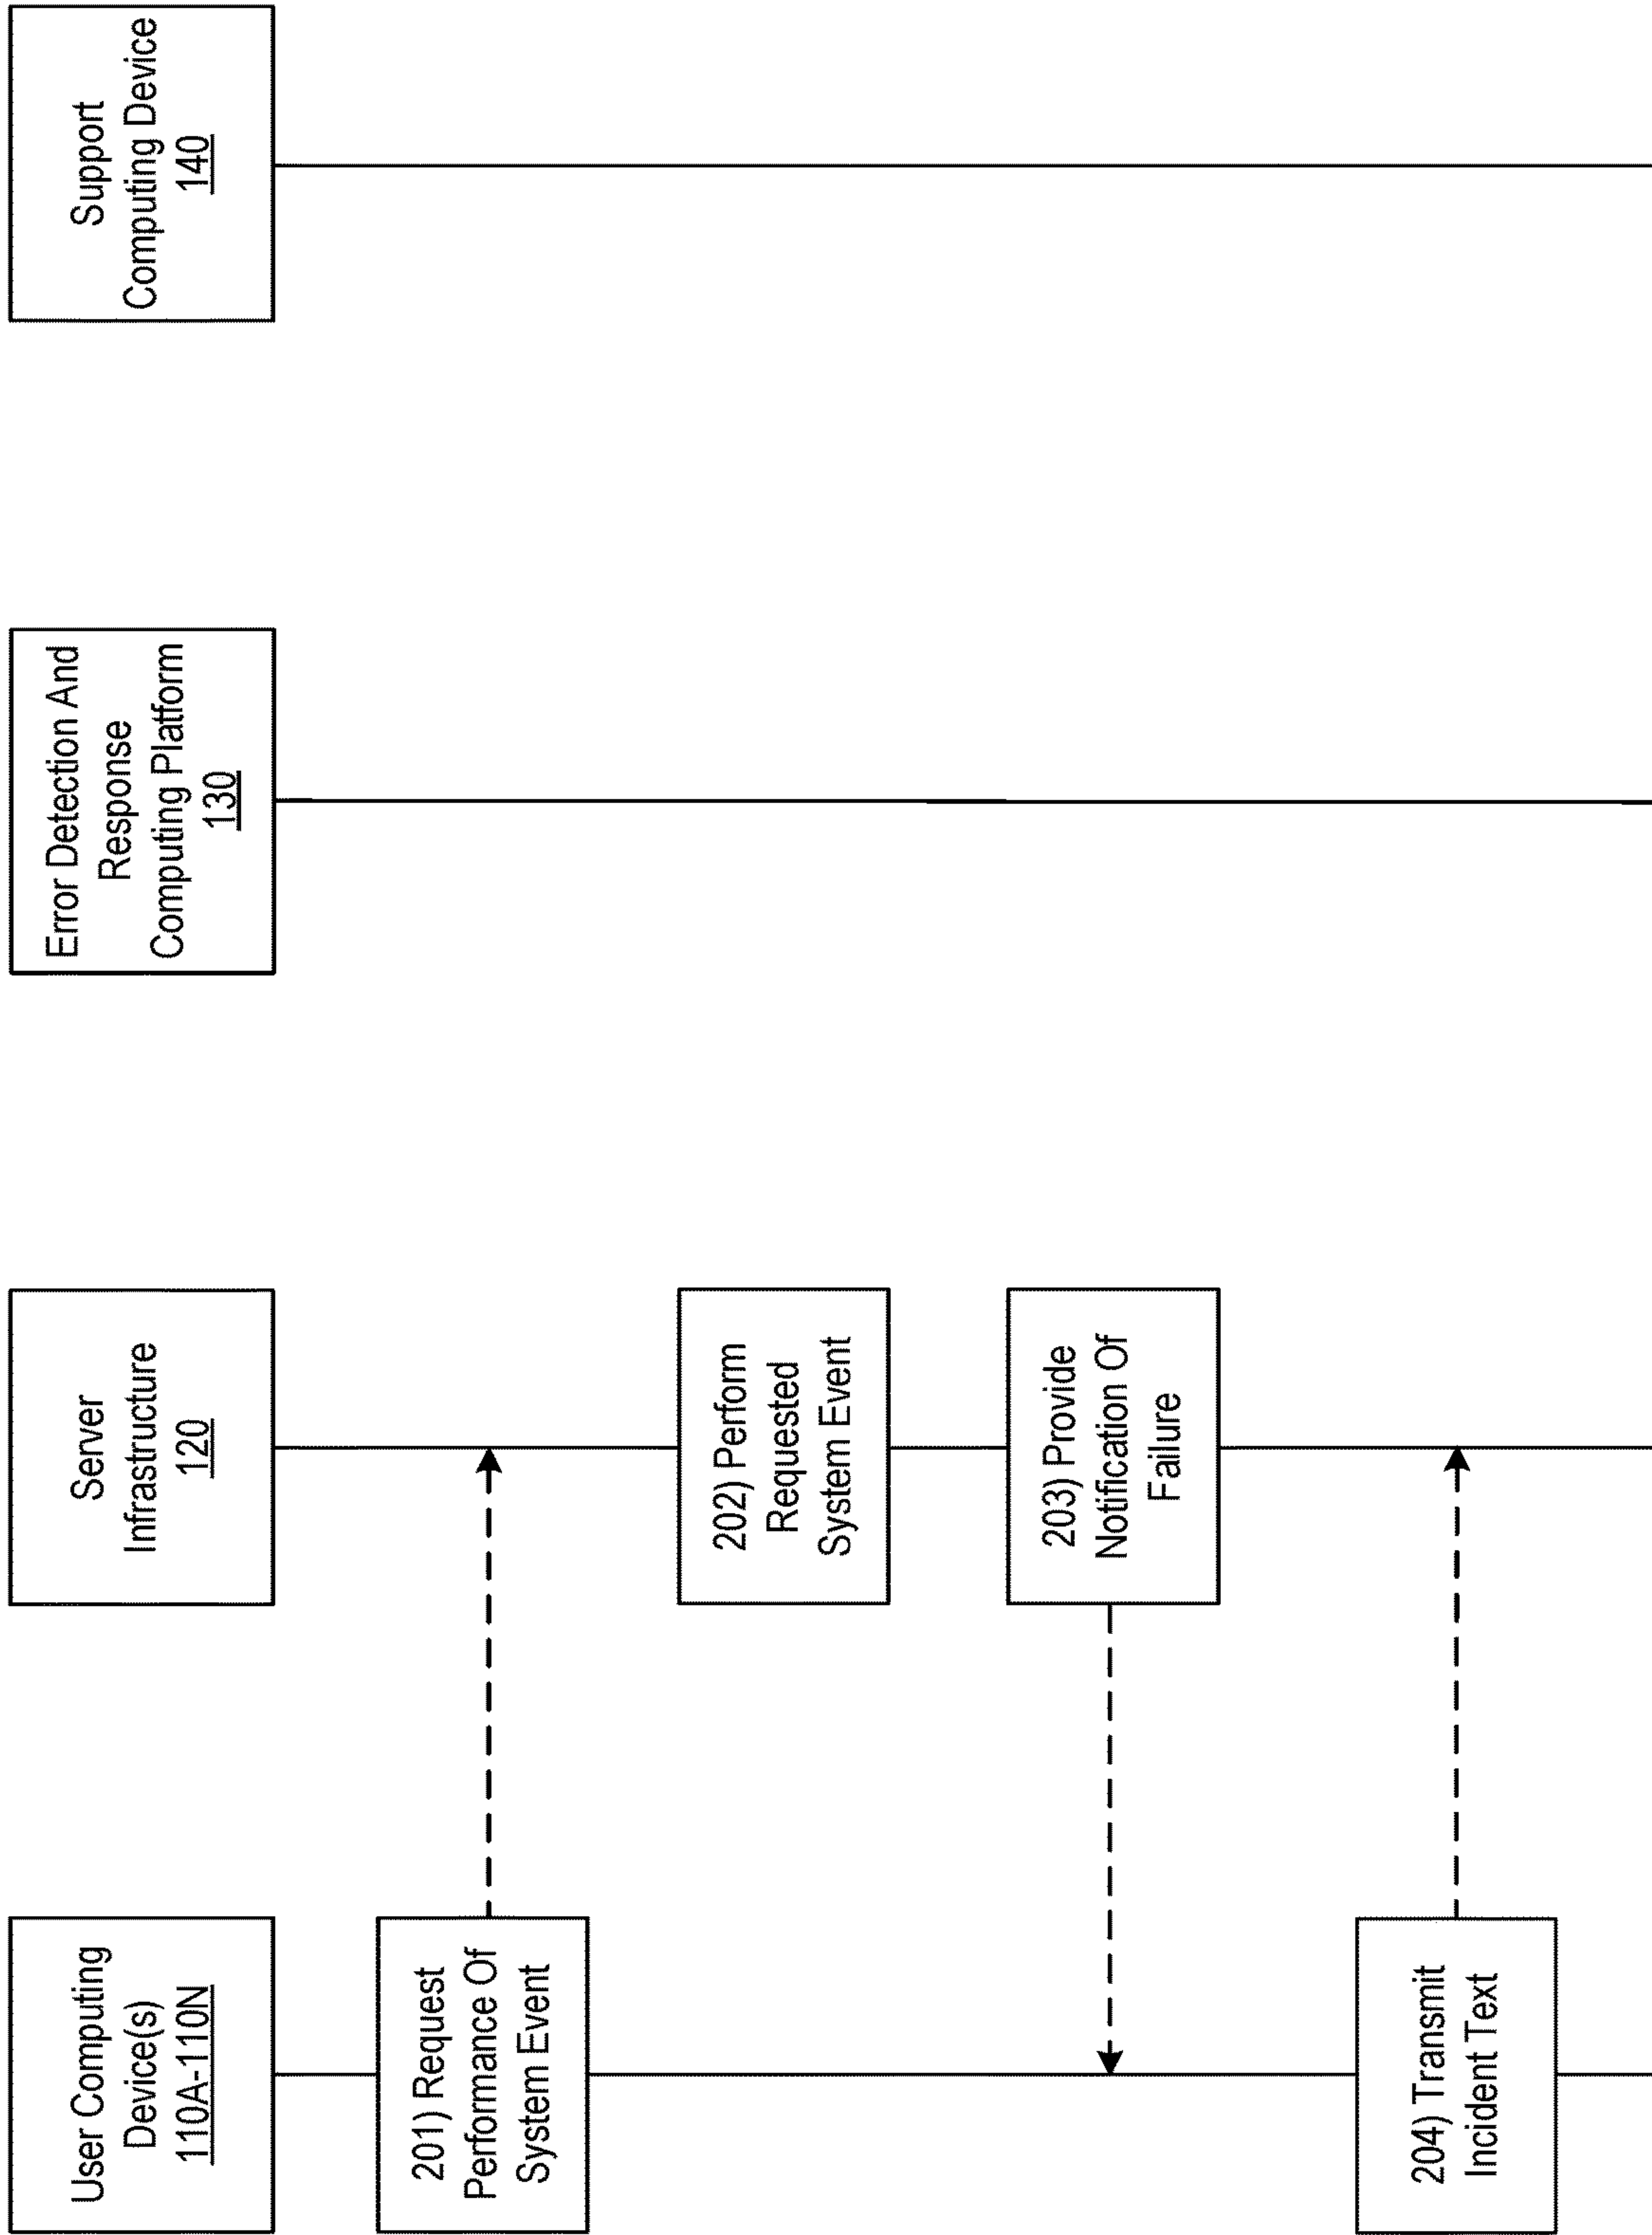 User Computing
Device(s)
110A-110N
Server
Infrastructure
120
Error Detection And
Response
Computing Platform
130
Support
Computing Device
140
201) Request
Performance Of
System Event
202) Perform
Requested
System Event
203) Provide
Notification Of
Failure
204) Transmit
Incident Text